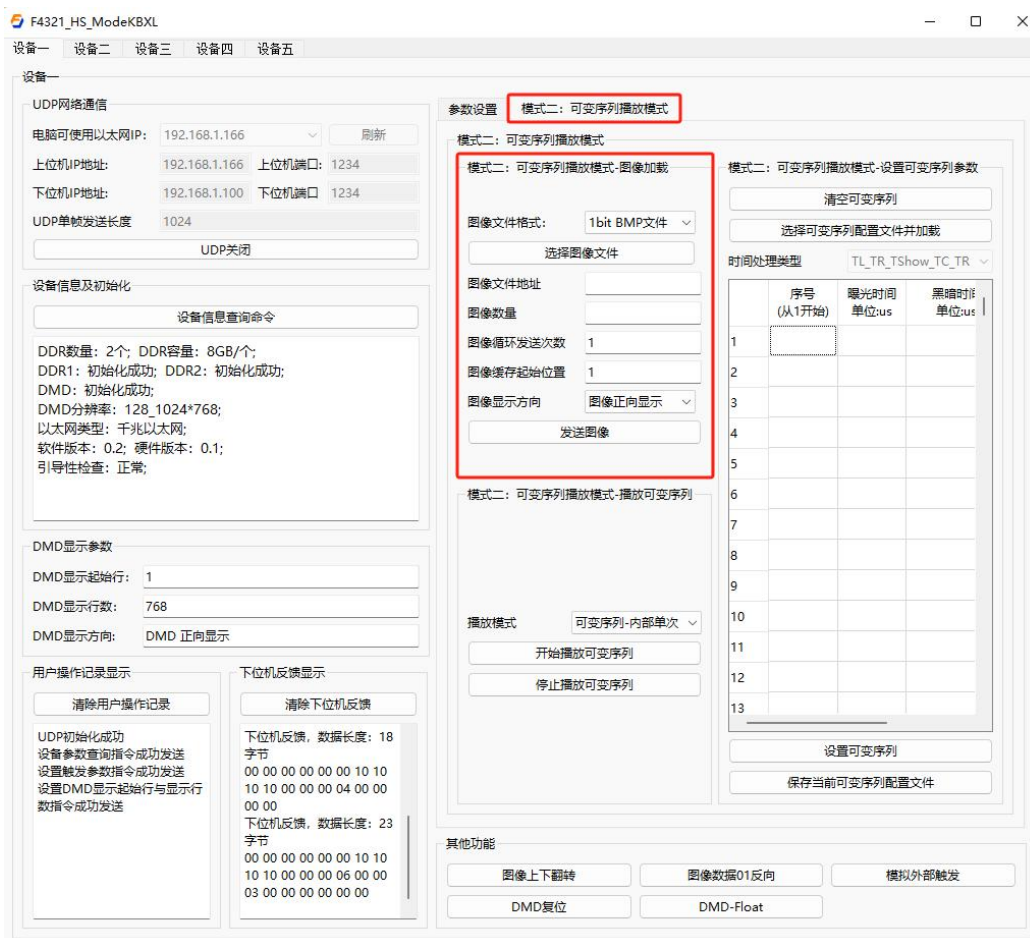 F4321_HS_ModeKBXL
设备一 设备二 设备三 设备四 设备五
设备一
UDP网络通信
电脑可使用以太网IP: 192.168.1.166 刷新
上位机IP地址: 192.168.1.166 上位机端口: 1234
下位机IP地址: 192.168.1.100 下位机端口 1234
UDP单帧发送长度 1024
UDP关闭
设备信息及初始化
设备信息查询命令
DDR数量: 2个; DDR容量: 8GB/个;
DDR1: 初始化成功; DDR2: 初始化成功;
DMD: 初始化成功;
DMD分辨率: 128_1024*768;
以太网类型: 千兆以太网;
软件版本: 0.2; 硬件版本: 0.1;
引导性检查: 正常;
DMD显示参数
DMD显示起始行: 1
DMD显示行数: 768
DMD显示方向: DMD 正向显示
用户操作记录显示
清除用户操作记录
UDP初始化成功
设备参数查询指令成功发送
设置触发参数指令成功发送
设置DMD显示起始行与显示行
数指令成功发送
下位机反馈显示
清除下位机反馈
下位机反馈, 数据长度: 18
字节
00 00 00 00 00 00 10 10
10 10 00 00 00 04 00 00
00 00
下位机反馈, 数据长度: 23
字节
00 00 00 00 00 00 10 10
10 10 00 00 00 06 00 00
03 00 00 00 00 00 00
参数设置 模式二: 可变序列播放模式
模式二: 可变序列播放模式
模式二: 可变序列播放模式-图像加载
图像文件格式: 1bit BMP文件
选择图像文件
图像文件地址
图像数量
图像循环发送次数 1
图像缓存起始位置 1
图像显示方向 图像正向显示
发送图像
模式二: 可变序列播放模式-播放可变序列
播放模式 可变序列-内部单次
开始播放可变序列
停止播放可变序列
模式二: 可变序列播放模式-设置可变序列参数
清空可变序列
选择可变序列配置文件并加载
时间处理类型 TL_TR_TShow_TC_TR
序号 曝光时间 黑暗时间
(从1开始) 单位:us 单位:us
1
2
3
4
5
6
7
8
9
10
11
12
13
设置可变序列
保存当前可变序列配置文件
其他功能
图像上下翻转 图像数据01反向 模拟外部触发
DMD复位 DMD-Float